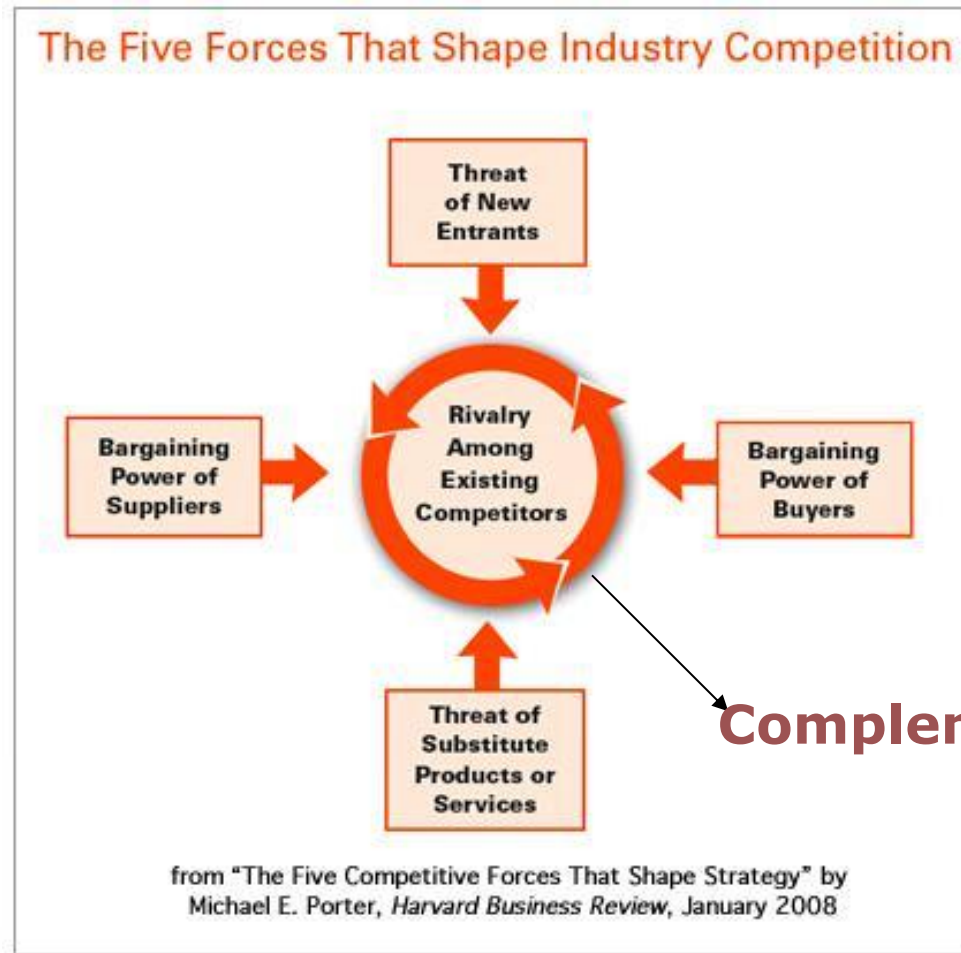 The Five Forces That Shape Industry Competition
Threat
of New
Entrants
Bargaining
Power of
Suppliers
Rivalry
Among
Existing
Competitors
Bargaining
Power of
Buyers
Threat of
Substitute
Products or
Services
from “The Five Competitive Forces That Shape Strategy” by
Michael E. Porter, Harvard Business Review, January 2008